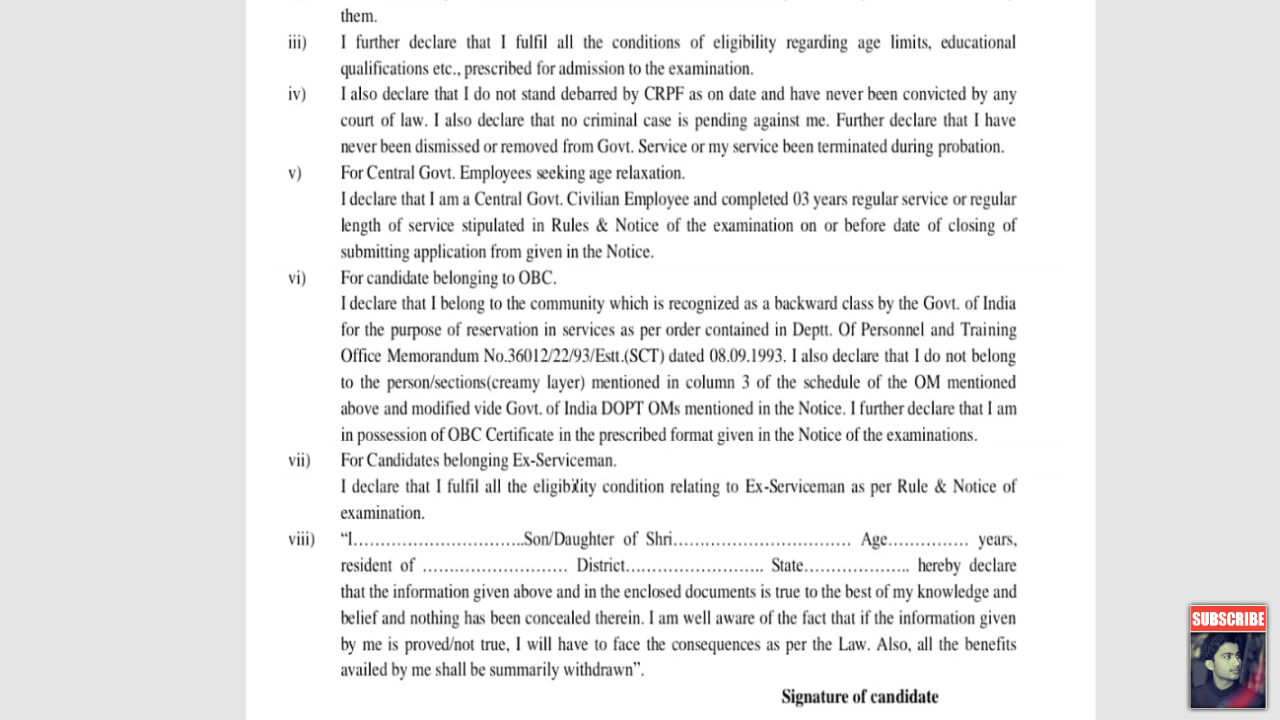 them.
iii) I further declare that I fulfil all the conditions of eligibility regarding age limits, educational
qualifications etc., prescribed for admission to the examination.
iv) I also declare that I do not stand debarred by CRPF as on date and have never been convicted by any
court of law. I also declare that no criminal case is pending against me. Further declare that I have
never been dismissed or removed from Govt. Service or my service been terminated during probation.
v) For Central Govt. Employees seeking age relaxation.
I declare that I am a Central Govt. Civilian Employee and completed 03 years regular service or regular
length of service stipulated in Rules & Notice of the examination on or before date of closing of
submitting application from given in the Notice.
vi) For candidate belonging to OBC.
I declare that I belong to the community which is recognized as a backward class by the Govt. of India
for the purpose of reservation in services as per order contained in Deptt. Of Personnel and Training
Office Memorandum No.36012/22/93/Estt.(SCT) dated 08.09.1993. I also declare that I do not belong
to the person/sections(creamy layer) mentioned in column 3 of the schedule of the OM mentioned
above and modified vide Govt. of India DOPT OMs mentioned in the Notice. I further declare that I am
in possession of OBC Certificate in the prescribed format given in the Notice of the examinations.
vii) For Candidates belonging Ex-Serviceman.
I declare that I fulfil all the eligibility condition relating to Ex-Serviceman as per Rule & Notice of
examination.
viii) “I…………………………..Son/Daughter of Shri…………………………… Age…………… years,
resident of ……………………… District…………………….. State……………….. hereby declare
that the information given above and in the enclosed documents is true to the best of my knowledge and
belief and nothing has been concealed therein. I am well aware of the fact that if the information given
by me is proved/not true, I will have to face the consequences as per the Law. Also, all the benefits
availed by me shall be summarily withdrawn”.
Signature of candidate
SUBSCRIBE